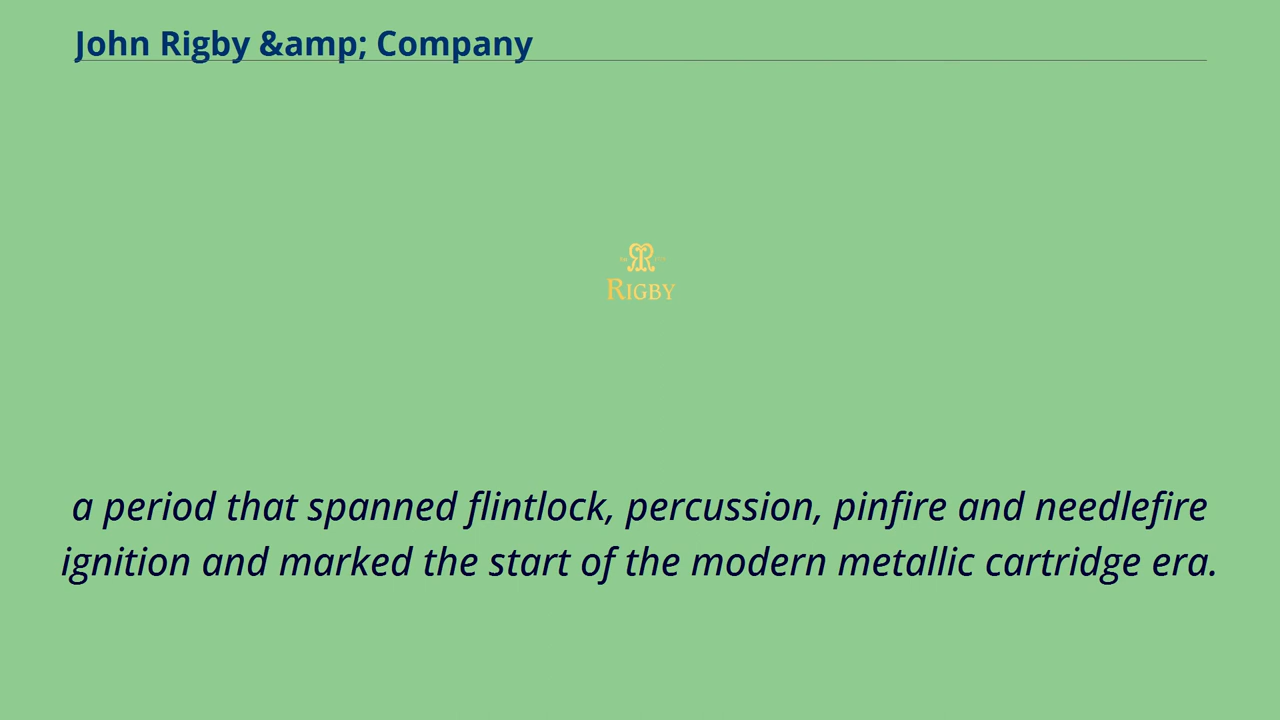 John Rigby &amp; Company
RIGBY
a period that spanned flintlock, percussion, pinfire and needlefire
ignition and marked the start of the modern metallic cartridge era.